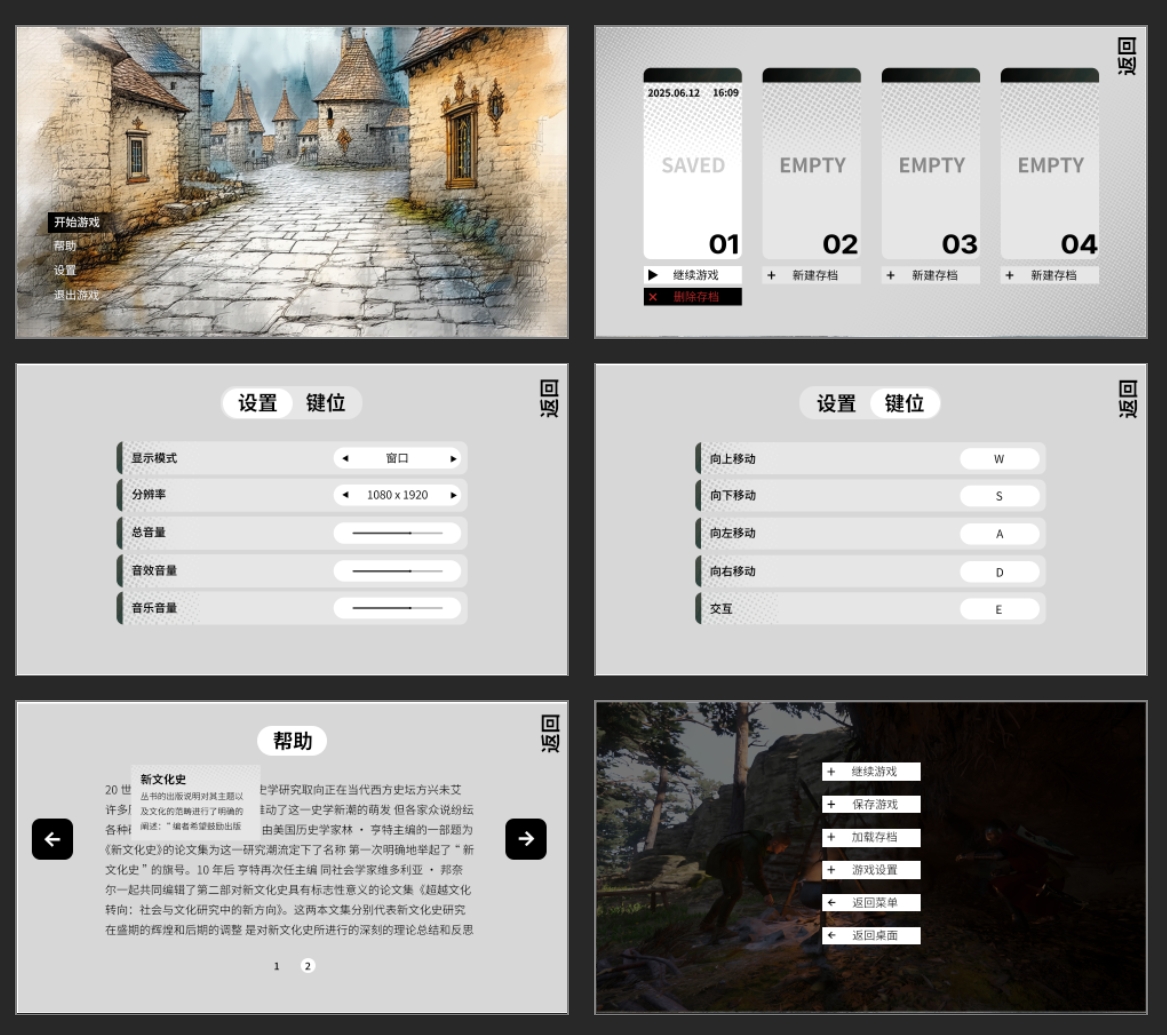 开始游戏
帮助
设置
退出游戏
返回
2025.06.12 16:09
SAVED
01
继续游戏
删除存档
EMPTY
02
新建存档
EMPTY
03
新建存档
EMPTY
04
新建存档
设置 键位
返回
显示模式 窗口
分辨率 1080 x 1920
总音量
音效音量
音乐音量
设置 键位
返回
向上移动 W
向下移动 S
向左移动 A
向右移动 D
交互 E
帮助
返回
新文化史
丛书的出版说明对其主题以
及文化的范畴进行了明确的
阐述：“编者希望鼓励出版
20 世 史学研究取向正在当代西方史坛方兴未艾
许多 推动了这一史学新潮的萌发 但各家众说纷纭
各种 由美国历史学家林 · 亨特主编的一部题为
《新文化史》的论文集为这一研究潮流定下了名称 第一次明确地举起了“新
文化史”的旗号。10 年后 亨特再次任主编 同社会学家维多利亚 · 邦奈
尔一起共同编辑了第二部对新文化史具有标志性意义的论文集《超越文化
转向：社会与文化研究中的新方向》。这两本文集分别代表新文化史研究
在盛期的辉煌和后期的调整 是对新文化史所进行的深刻的理论总结和反思
1 2
继续游戏
保存游戏
加载存档
游戏设置
返回菜单
返回桌面